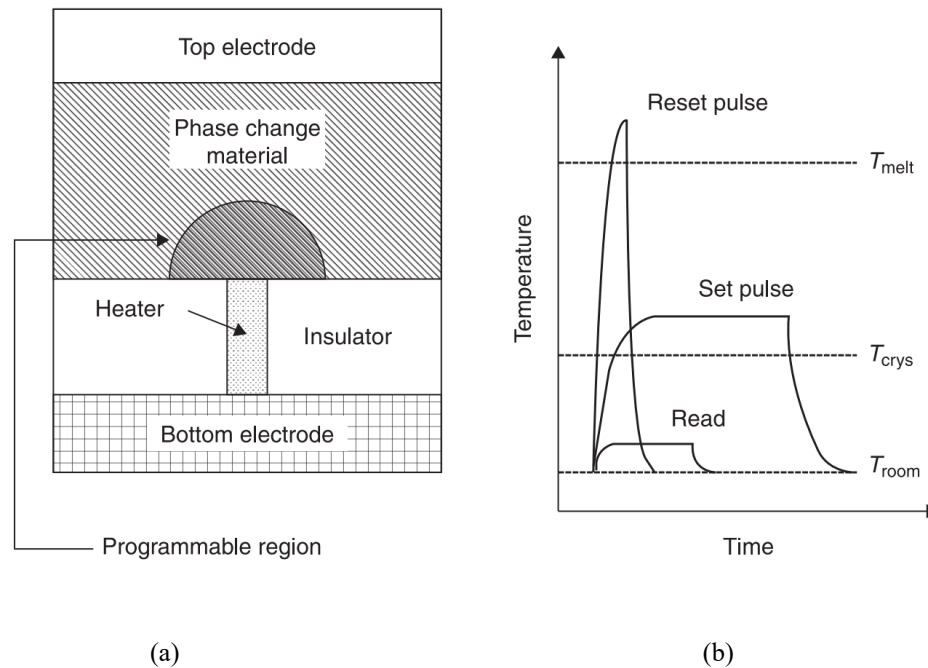 Top electrode
Phase change
material
Heater
Insulator
Bottom electrode
Programmable region
(a)
Temperature
Reset pulse
T_melt
Set pulse
T_crys
Read
T_room
Time
(b)